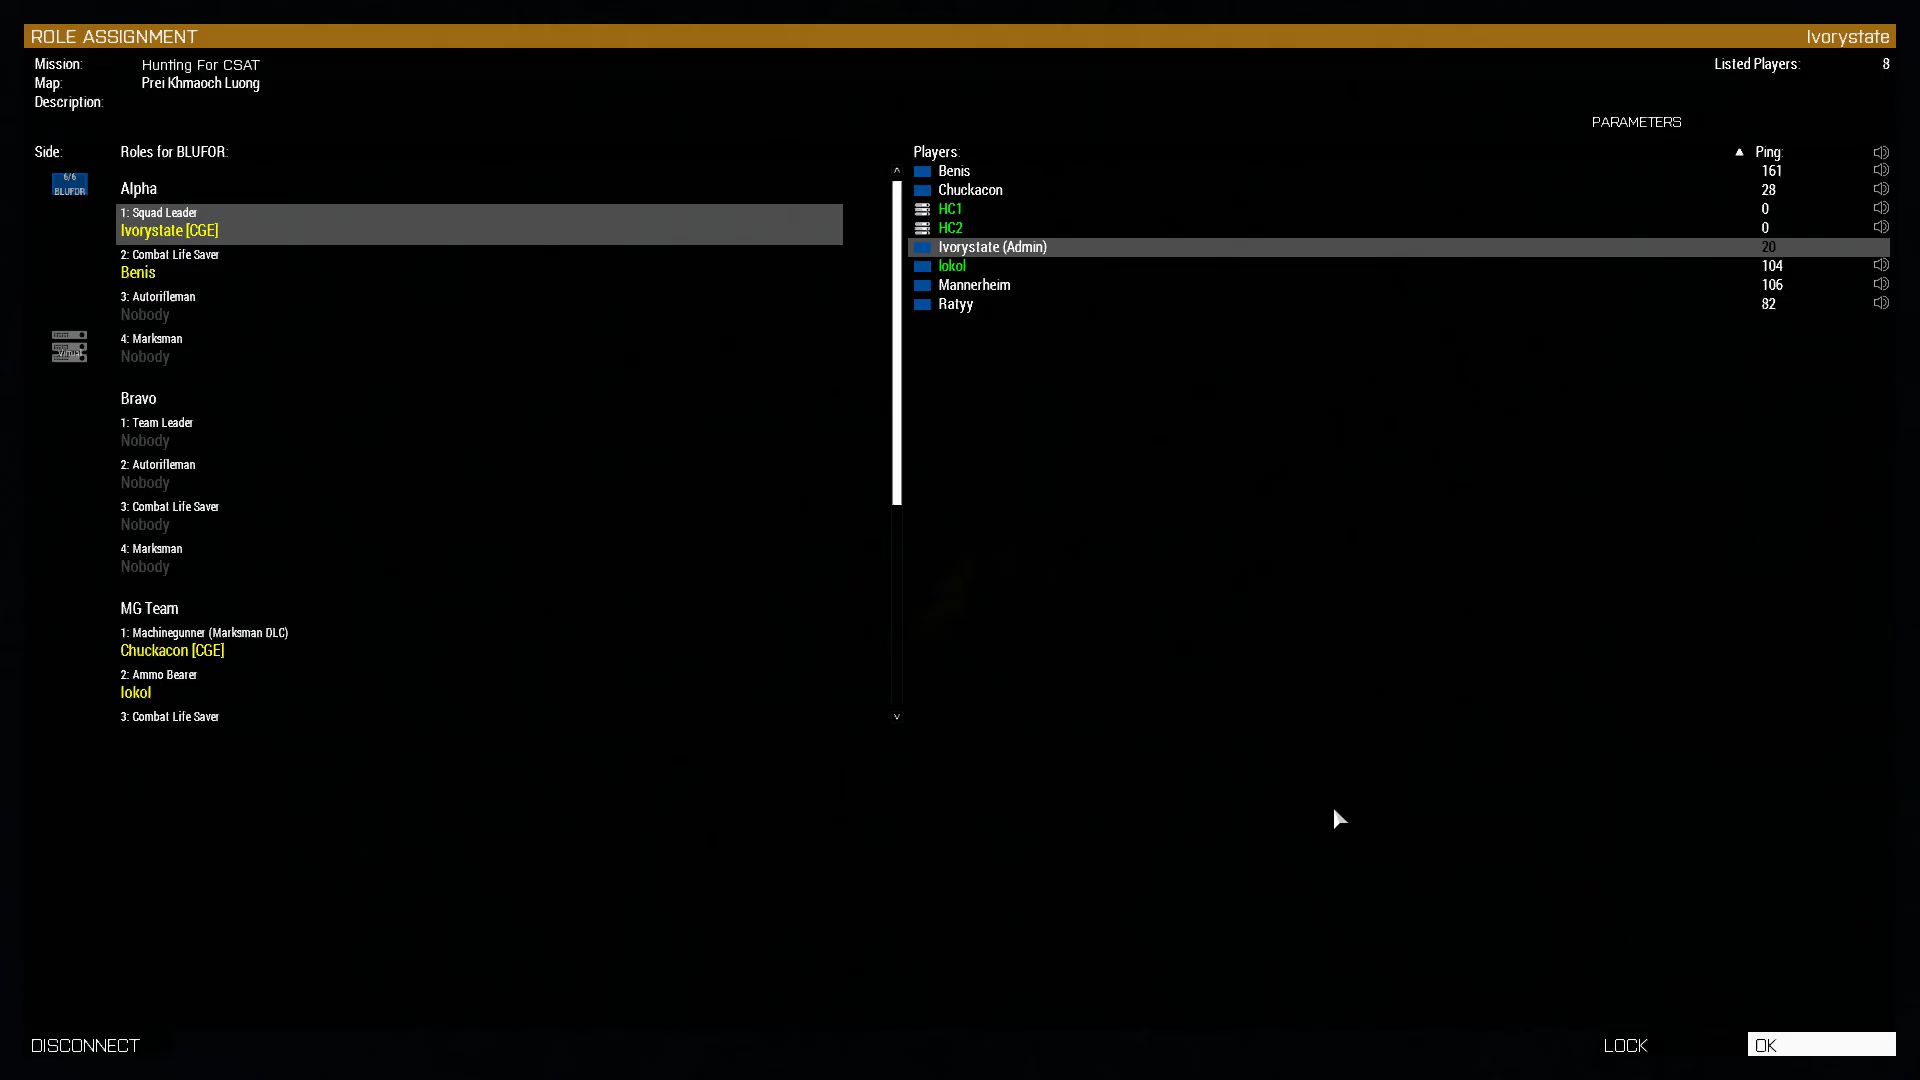 ROLE ASSIGNMENT Ivorystate
Mission: Hunting For CSAT Listed Players: 8
Map: Prei Khmaoch Luong
Description:
PARAMETERS
Side: Roles for BLUFOR:
6/6
BLUFOR
Virtual
Alpha
1: Squad Leader
Ivorystate [CGE]
2: Combat Life Saver
Benis
3: Autorifleman
Nobody
4: Marksman
Nobody
Bravo
1: Team Leader
Nobody
2: Autorifleman
Nobody
3: Combat Life Saver
Nobody
4: Marksman
Nobody
MG Team
1: Machinegunner (Marksman DLC)
Chuckacon [CGE]
2: Ammo Bearer
lokol
3: Combat Life Saver
Players: Ping:
Benis 161
Chuckacon 28
HC1 0
HC2 0
Ivorystate (Admin) 20
lokol 104
Mannerheim 106
Ratyy 82
DISCONNECT LOCK OK